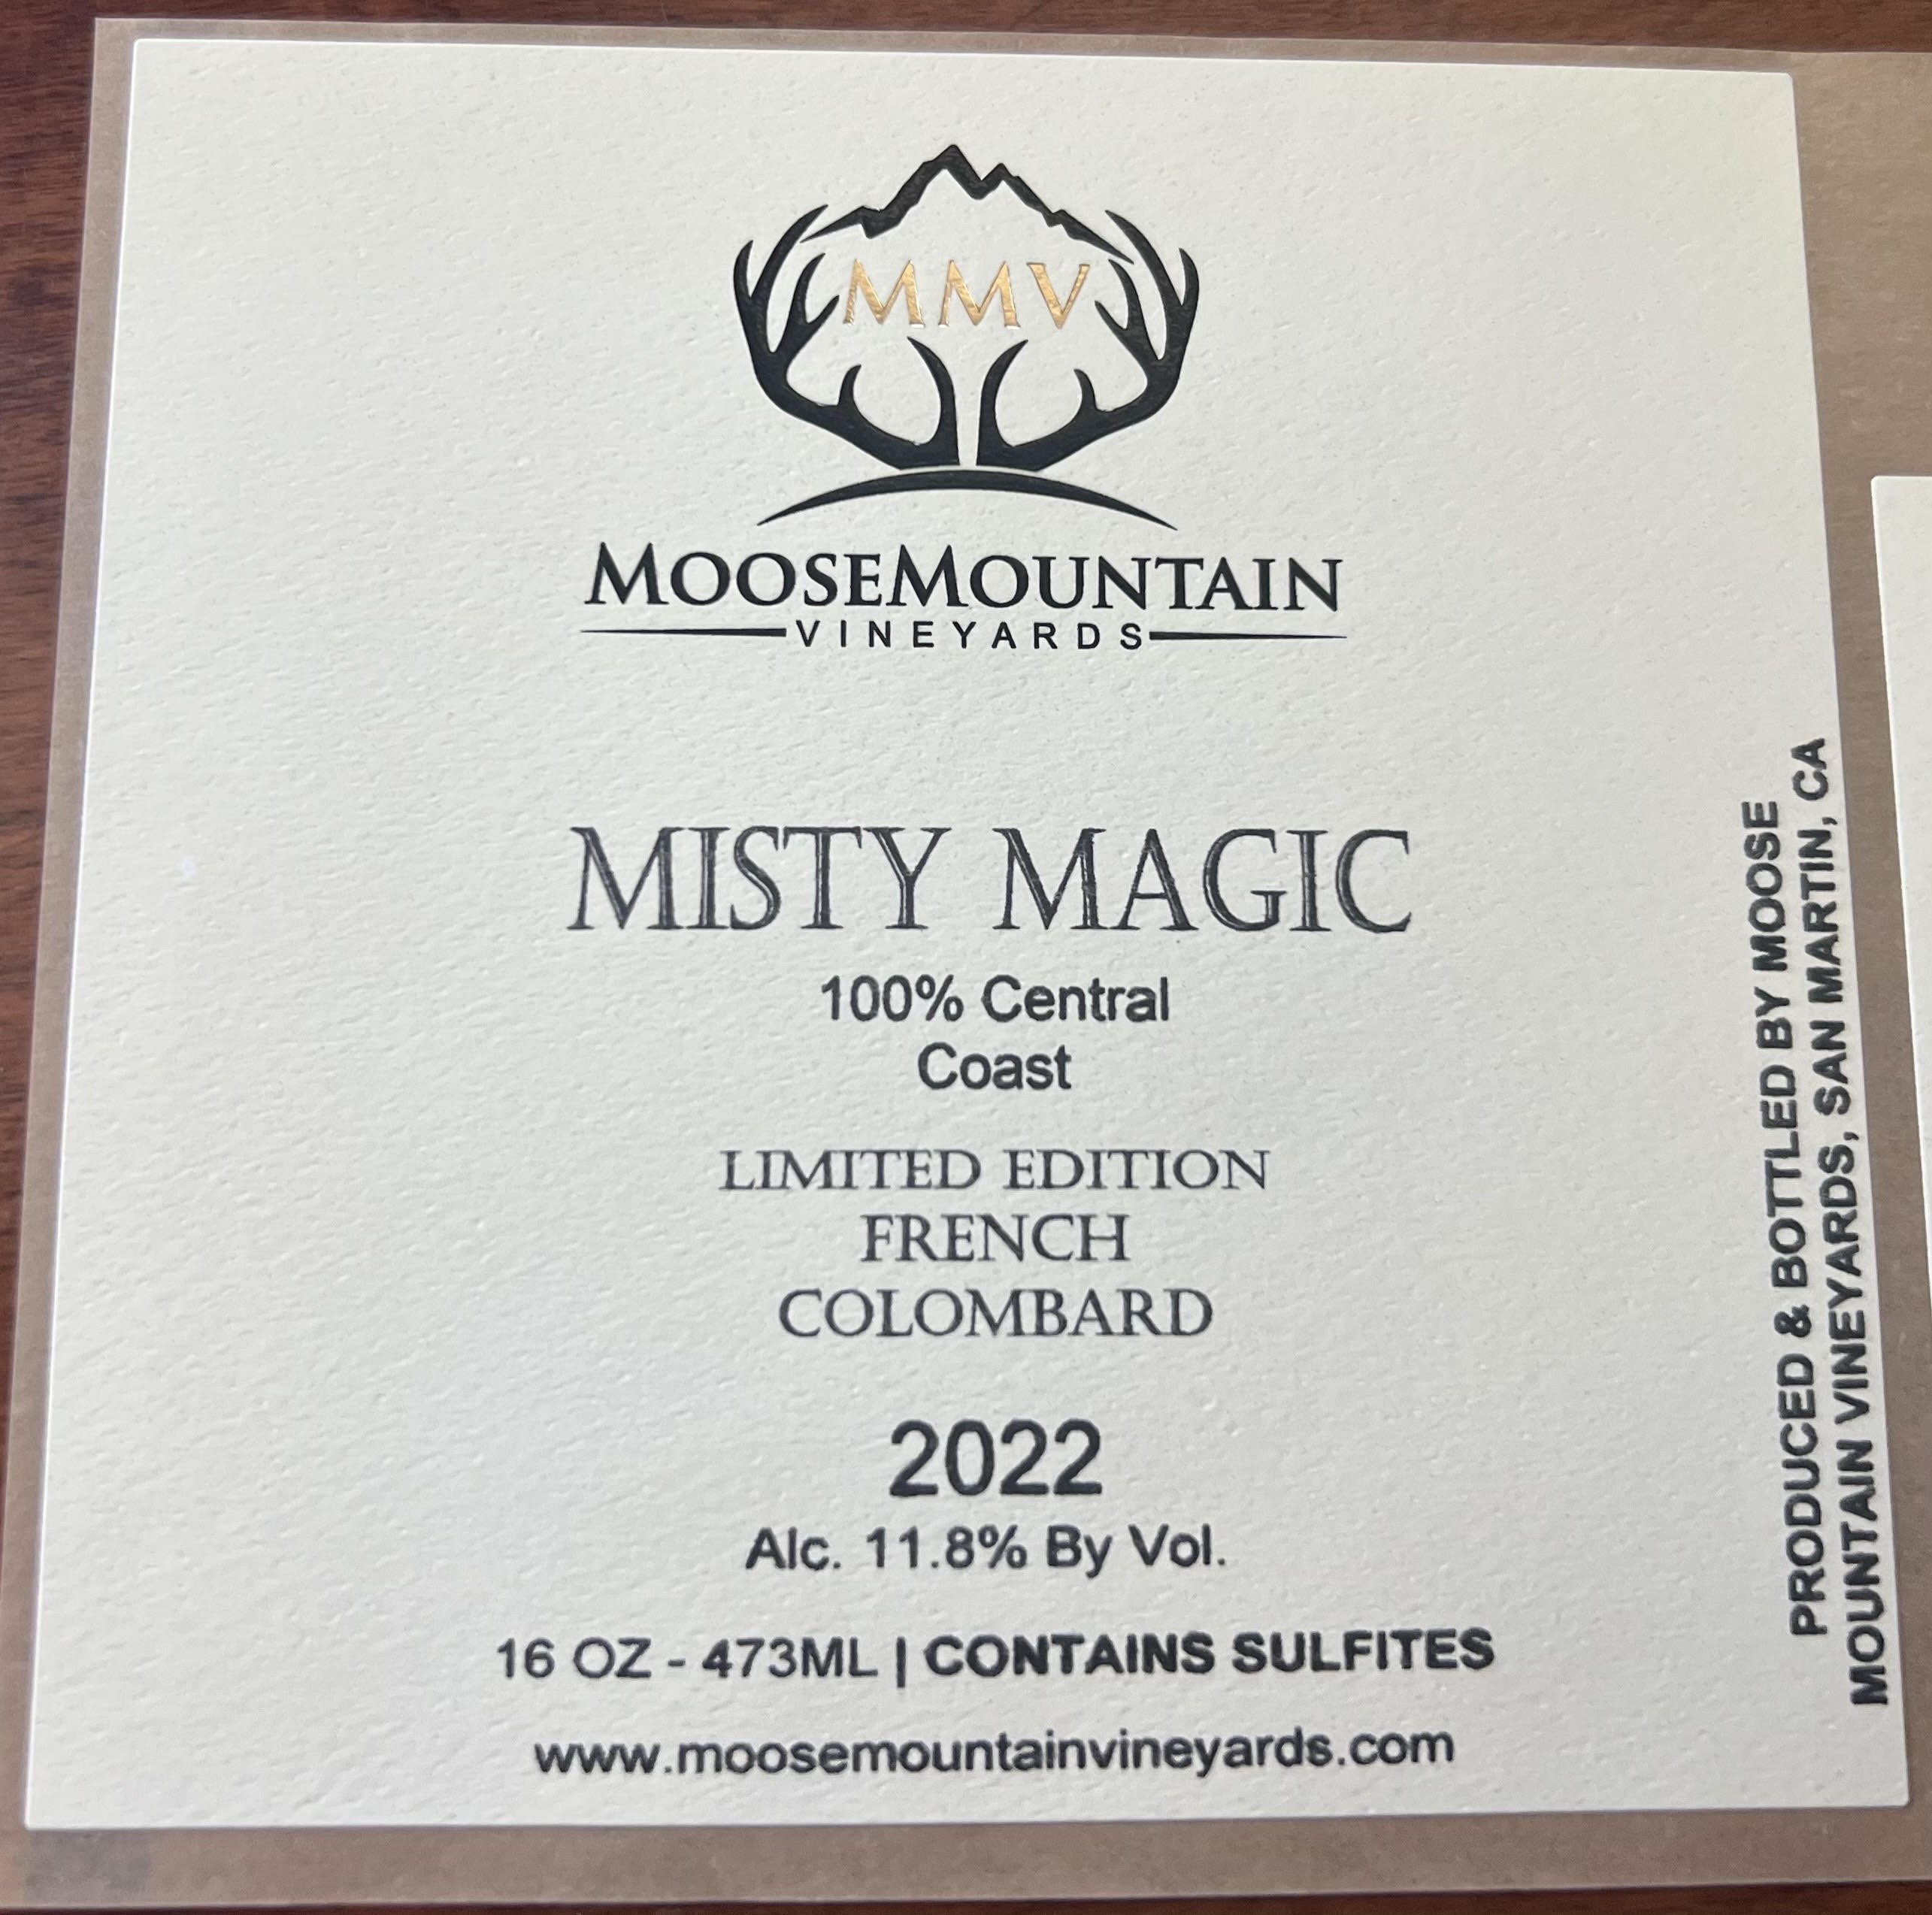 MMV
MOOSEMOUNTAIN
VINEYARDS
MISTY MAGIC
100% Central
Coast
LIMITED EDITION
FRENCH
COLOMBARD
2022
Alc. 11.8% By Vol.
16 OZ - 473ML | CONTAINS SULFITES
www.moosemountainvineyards.com
PRODUCED & BOTTLED BY MOOSE
MOUNTAIN VINEYARDS, SAN MARTIN, CA